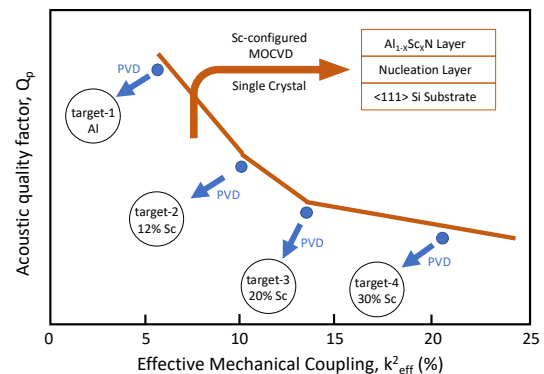 Acoustic quality factor, Qₚ
Sc-configured
MOCVD
Single Crystal
Al₁₋ₓScₓN Layer
Nucleation Layer
<111> Si Substrate
PVD
target-1
Al
PVD
target-2
12% Sc
PVD
target-3
20% Sc
PVD
target-4
30% Sc
0 5 10 15 20 25
Effective Mechanical Coupling, k²eff (%)